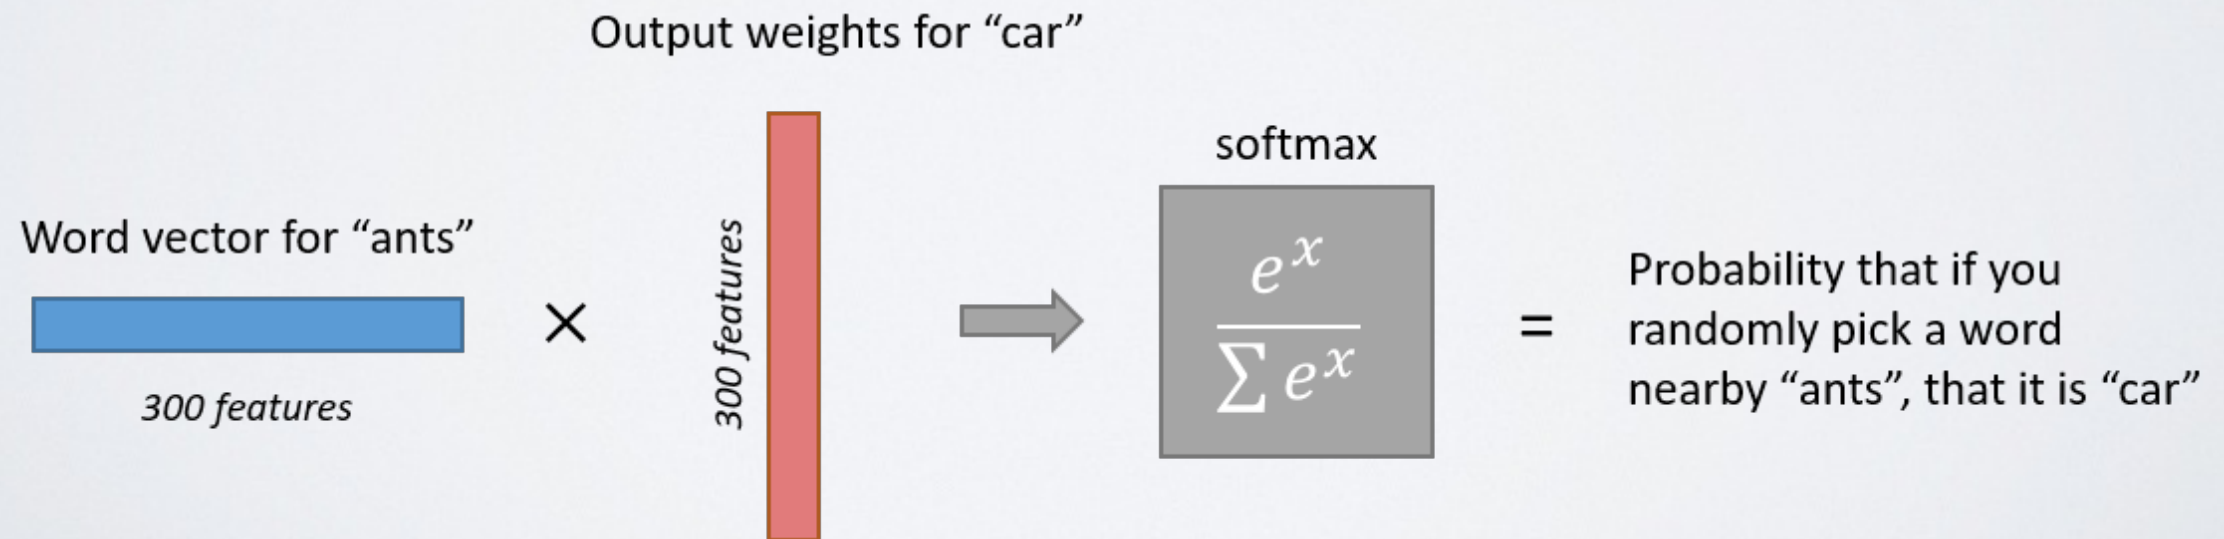 Output weights for “car”
softmax
Word vector for “ants”
300 features
×
300 features
e^x
∑ e^x
=
Probability that if you
randomly pick a word
nearby “ants”, that it is “car”